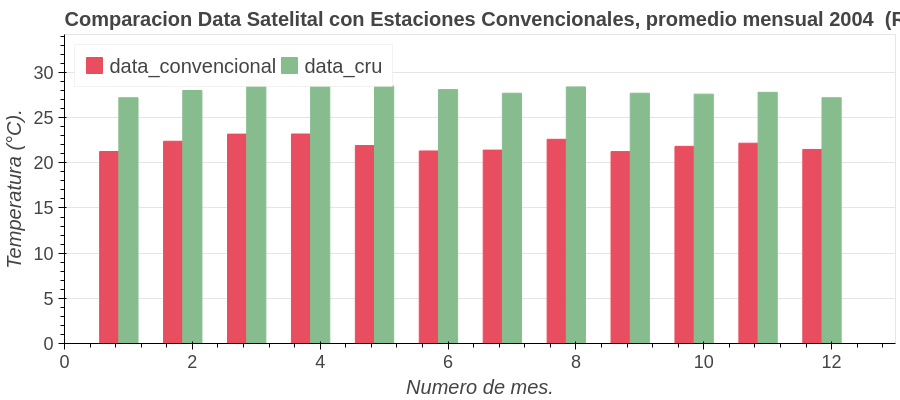 Comparacion Data Satelital con Estaciones Convencionales, promedio mensual 2004 (R
data_convencional data_cru
Temperatura (°C).
30
25
20
15
10
5
0
0 2 4 6 8 10 12
Numero de mes.